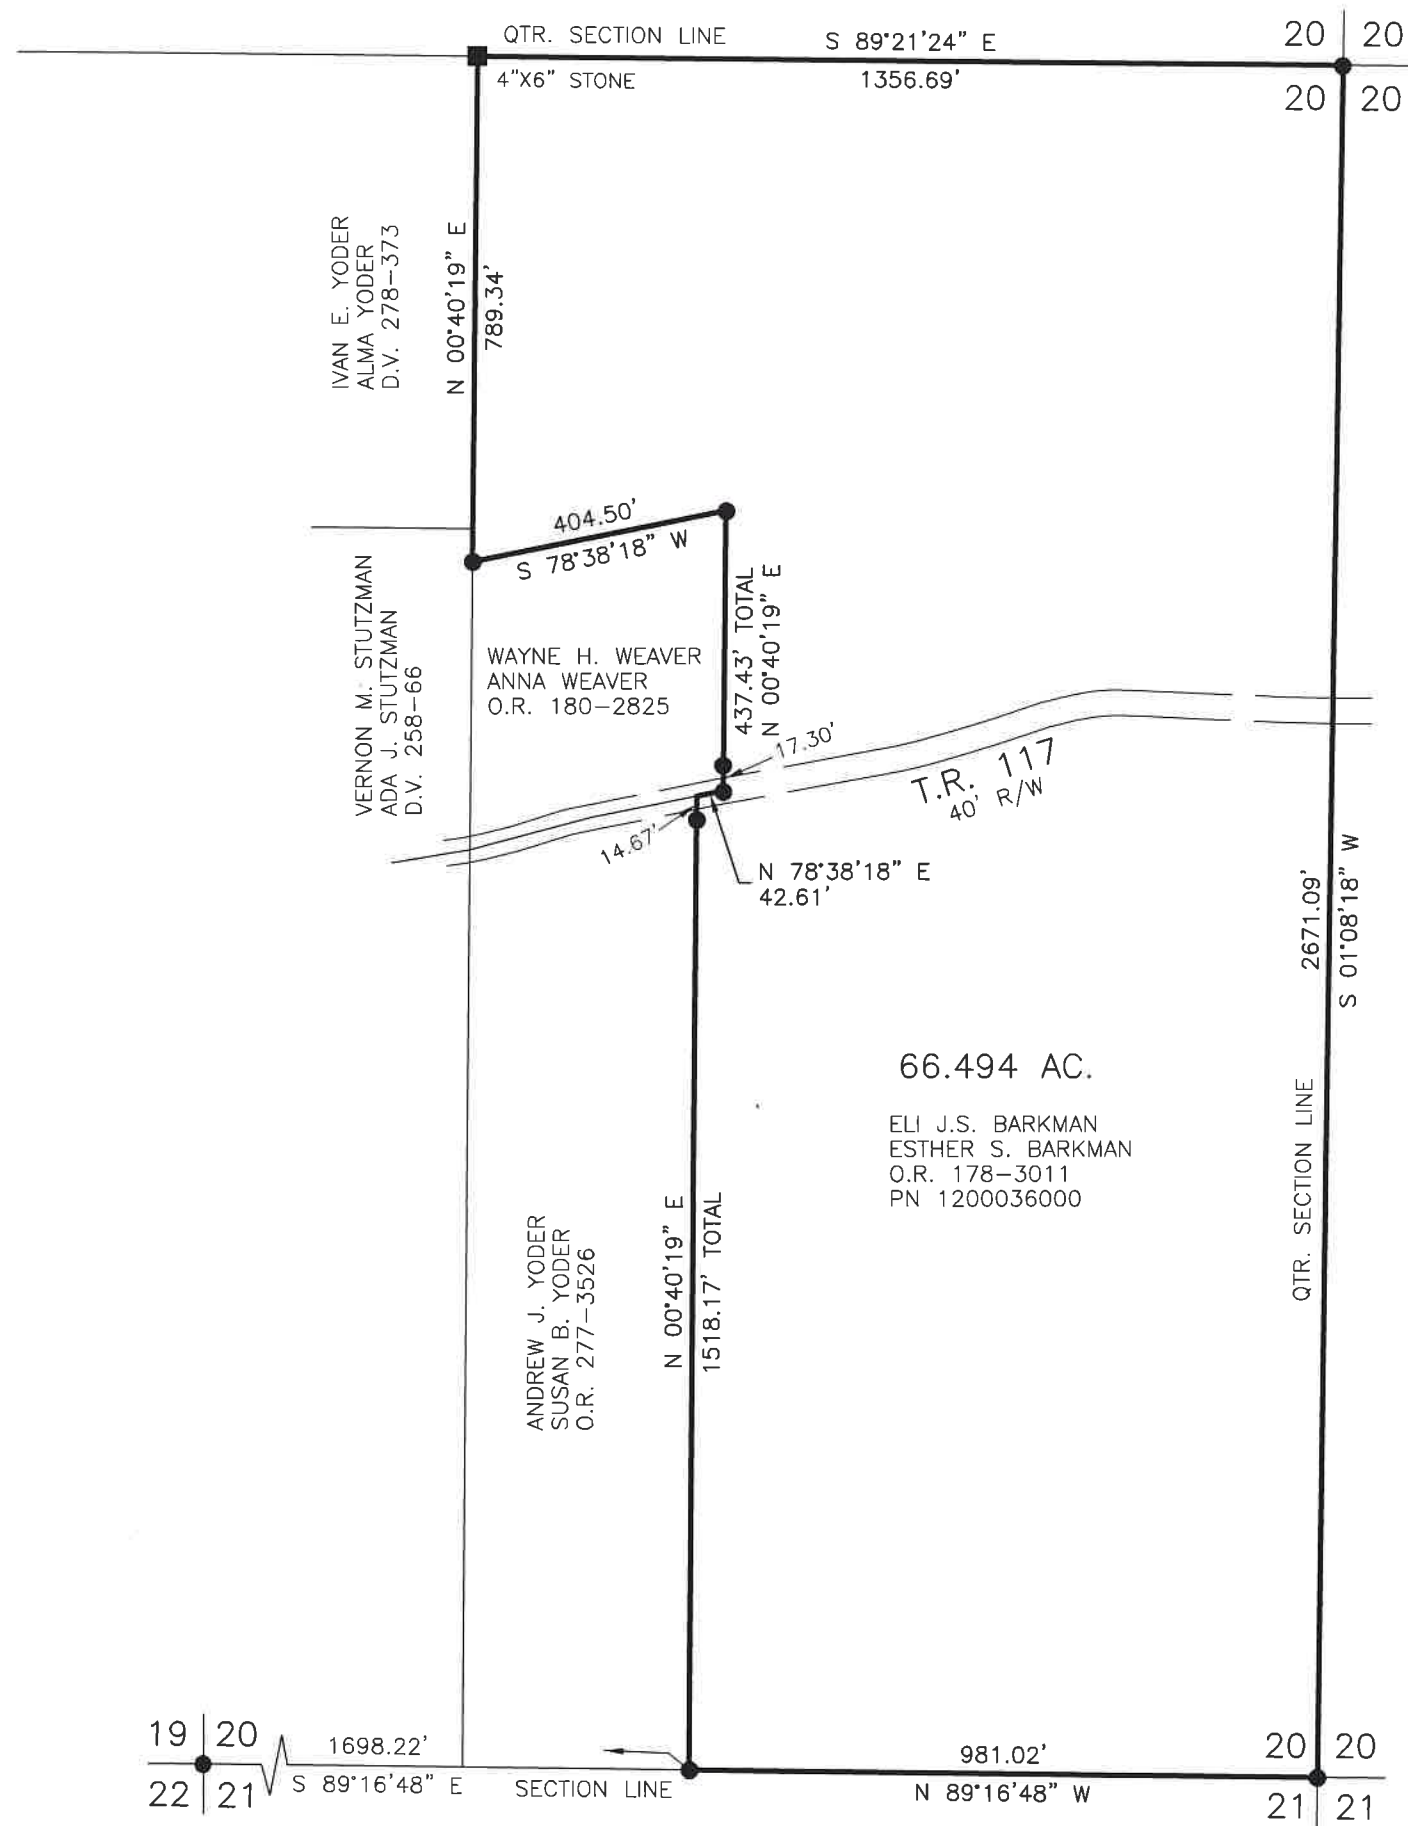 QTR. SECTION LINE
S 89°21'24" E
20 20
4"X6" STONE
1356.69'
20 20
IVAN E. YODER
ALMA YODER
D.V. 278-373
N 00°40'19" E
789.34'
404.50'
S 78°38'18" W
VERNON M. STUTZMAN
ADA J. STUTZMAN
D.V. 258-66
WAYNE H. WEAVER
ANNA WEAVER
O.R. 180-2825
437.43' TOTAL
N 00°40'19" E
17.30'
T.R. 117
40' R/W
14.67'
N 78°38'18" E
42.61'
2671.09'
S 01°08'18" W
66.494 AC.
ELI J.S. BARKMAN
ESTHER S. BARKMAN
O.R. 178-3011
PN 1200036000
QTR. SECTION LINE
ANDREW J. YODER
SUSAN B. YODER
O.R. 277-3526
N 00°40'19" E
1518.17' TOTAL
19 20
1698.22'
981.02'
20 20
22 21
S 89°16'48" E
SECTION LINE
N 89°16'48" W
21 21